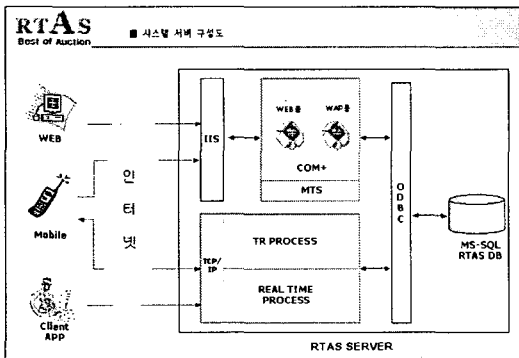 RTAS
Best of Auction
■ 시스템 서버 구성도
WEB
Mobile
Client
APP
인
터
넷
IIS
WEB용
WAP용
COM+
MTS
TCP/
IP
TR PROCESS
REAL TIME
PROCESS
O
D
B
C
MS-SQL
RTAS DB
RTAS SERVER